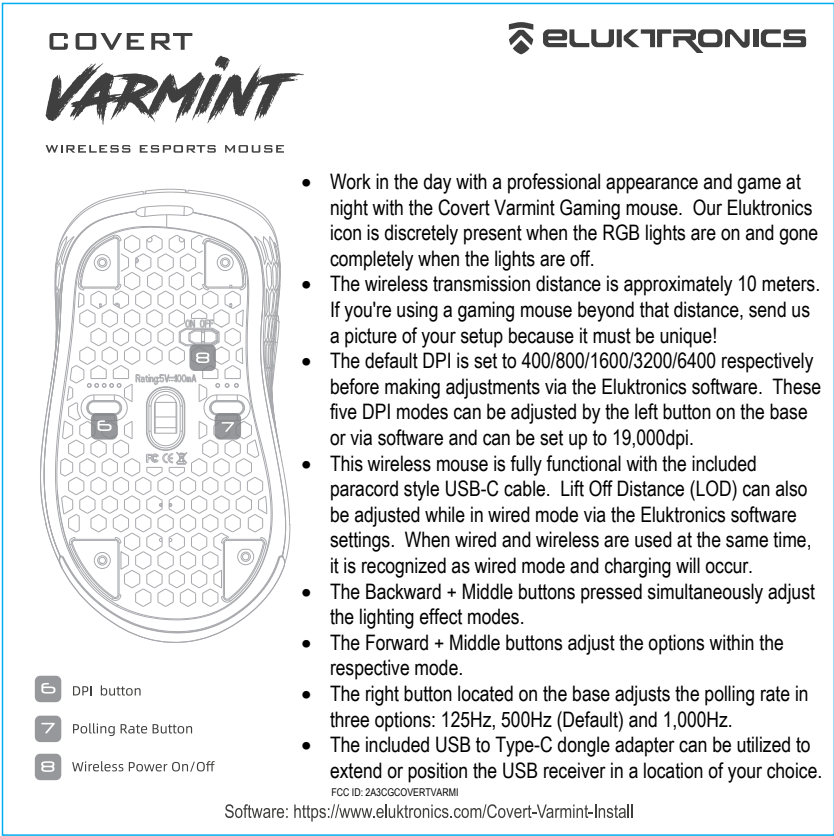 COVERT
VARMINT
WIRELESS ESPORTS MOUSE
ELUKTRONICS
ON OFF
8
Rating:5V⎓100mA
6
7
FC CE
6 DPI button
7 Polling Rate Button
8 Wireless Power On/Off
• Work in the day with a professional appearance and game at
night with the Covert Varmint Gaming mouse. Our Eluktronics
icon is discretely present when the RGB lights are on and gone
completely when the lights are off.
• The wireless transmission distance is approximately 10 meters.
If you're using a gaming mouse beyond that distance, send us
a picture of your setup because it must be unique!
• The default DPI is set to 400/800/1600/3200/6400 respectively
before making adjustments via the Eluktronics software. These
five DPI modes can be adjusted by the left button on the base
or via software and can be set up to 19,000dpi.
• This wireless mouse is fully functional with the included
paracord style USB-C cable. Lift Off Distance (LOD) can also
be adjusted while in wired mode via the Eluktronics software
settings. When wired and wireless are used at the same time,
it is recognized as wired mode and charging will occur.
• The Backward + Middle buttons pressed simultaneously adjust
the lighting effect modes.
• The Forward + Middle buttons adjust the options within the
respective mode.
• The right button located on the base adjusts the polling rate in
three options: 125Hz, 500Hz (Default) and 1,000Hz.
• The included USB to Type-C dongle adapter can be utilized to
extend or position the USB receiver in a location of your choice.
FCC ID: 2A3CGCOVERTVARMI
Software: https://www.eluktronics.com/Covert-Varmint-Install